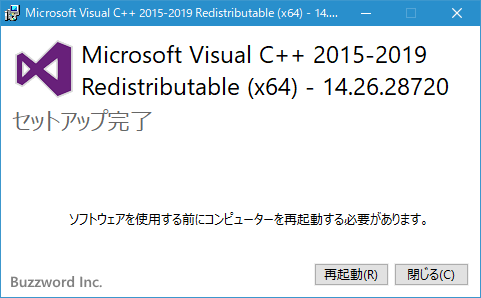 Microsoft Visual C++ 2015-2019 Redistributable (x64) - 14....
Microsoft Visual C++ 2015-2019
Redistributable (x64) - 14.26.28720
セットアップ完了
ソフトウェアを使用する前にコンピューターを再起動する必要があります。
再起動(R) 閉じる(C)
Buzzword Inc.